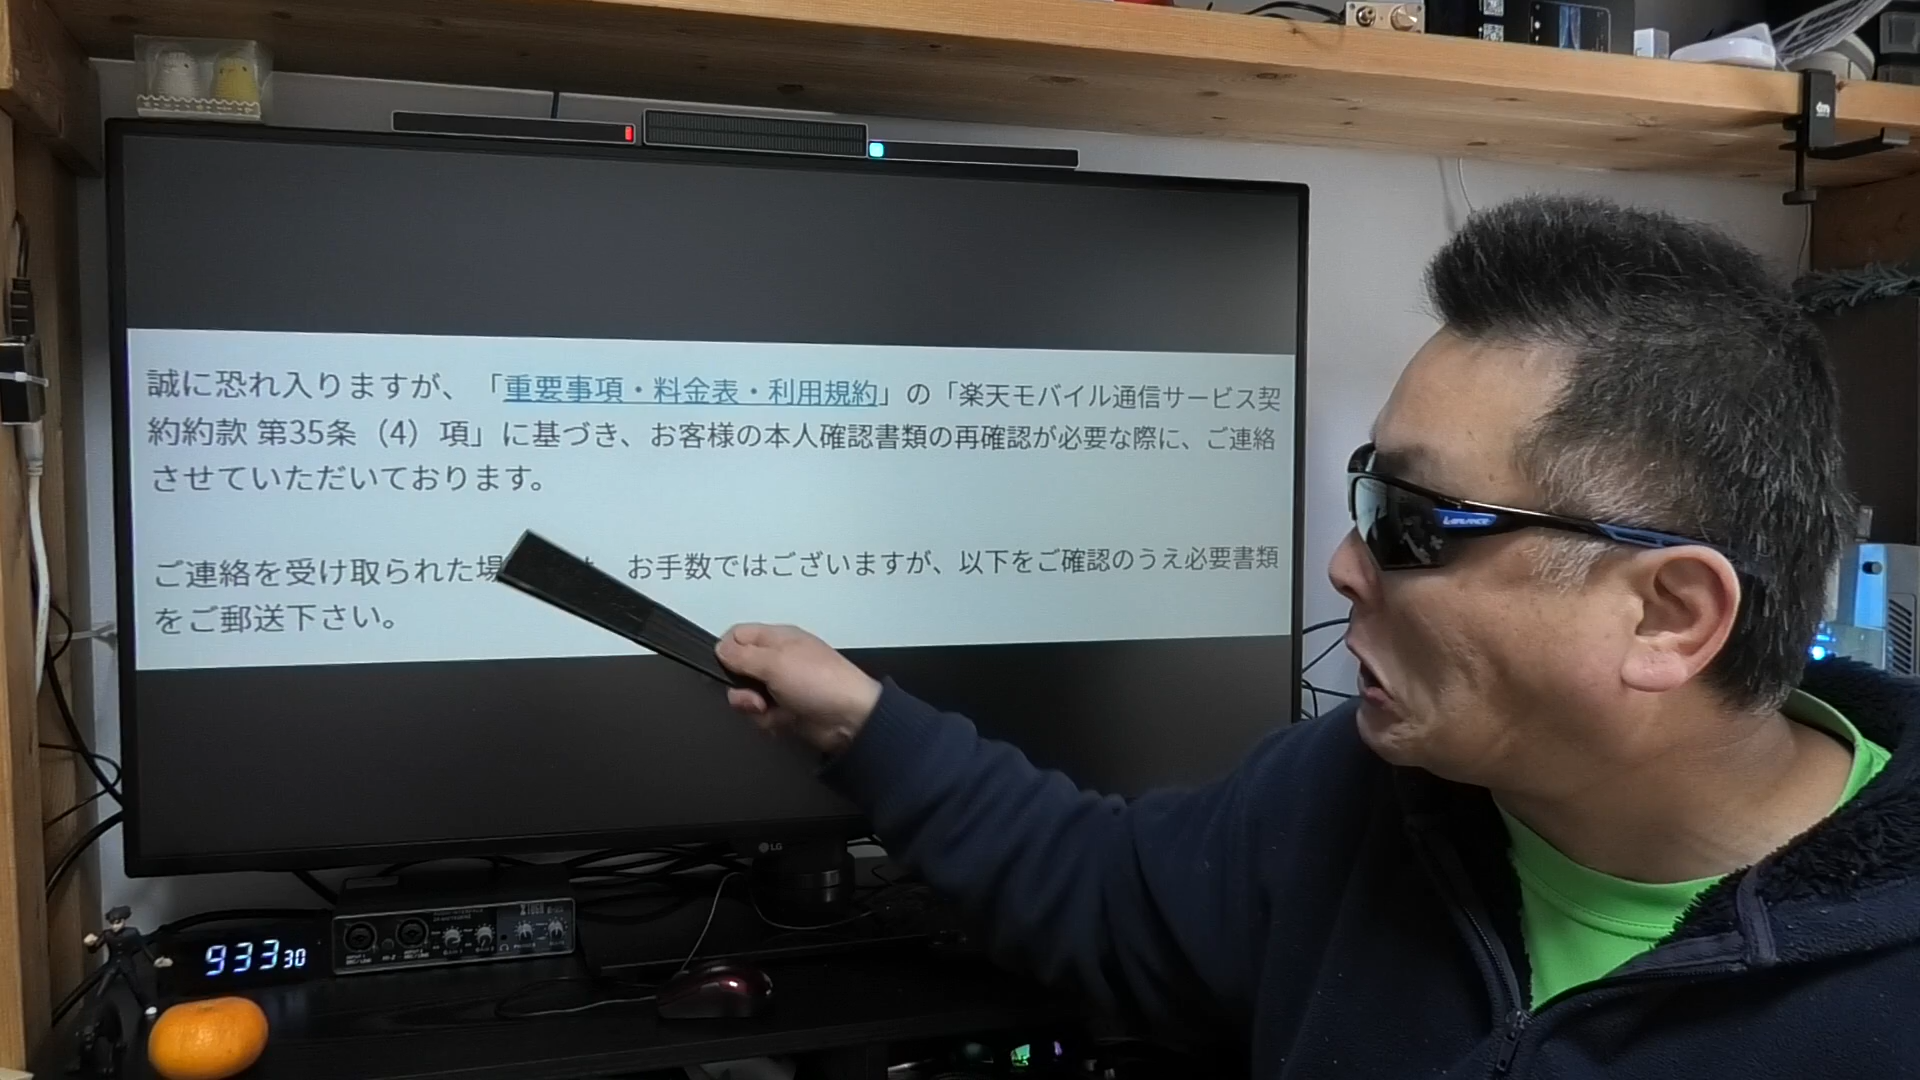 誠に恐れ入りますが、「重要事項・料金表・利用規約」の「楽天モバイル通信サービス契
約約款 第35条（4）項」に基づき、お客様の本人確認書類の再確認が必要な際に、ご連絡
させていただいております。
ご連絡を受け取られた場 お手数ではございますが、以下をご確認のうえ必要書類
をご郵送下さい。
LG
933 30